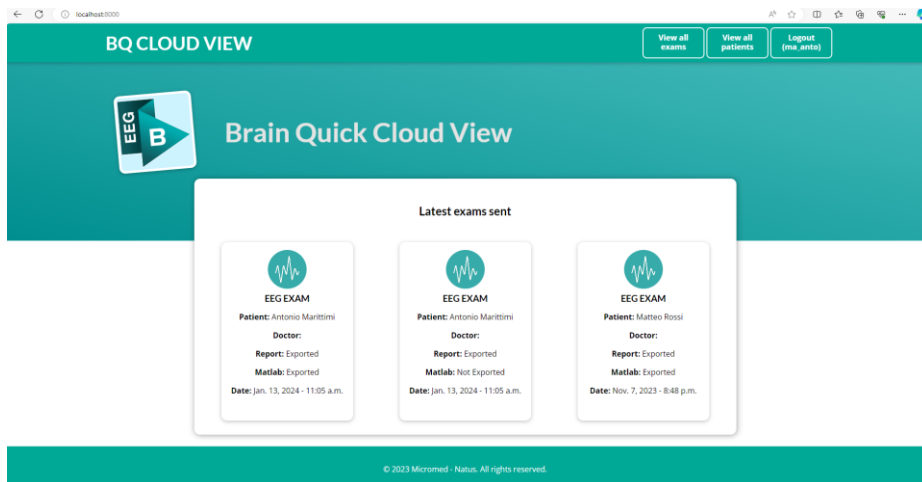 localhost:8000
BQ CLOUD VIEW
View all
exams
View all
patients
Logout
(ma_anto)
EEG
B
Brain Quick Cloud View
Latest exams sent
EEG EXAM
Patient: Antonio Marittimi
Doctor:
Report: Exported
Matlab: Exported
Date: Jan. 13, 2024 - 11:05 a.m.
EEG EXAM
Patient: Antonio Marittimi
Doctor:
Report: Exported
Matlab: Not Exported
Date: Jan. 13, 2024 - 11:05 a.m.
EEG EXAM
Patient: Matteo Rossi
Doctor:
Report: Exported
Matlab: Exported
Date: Nov. 7, 2023 - 8:48 p.m.
© 2023 Micromed - Natus. All rights reserved.